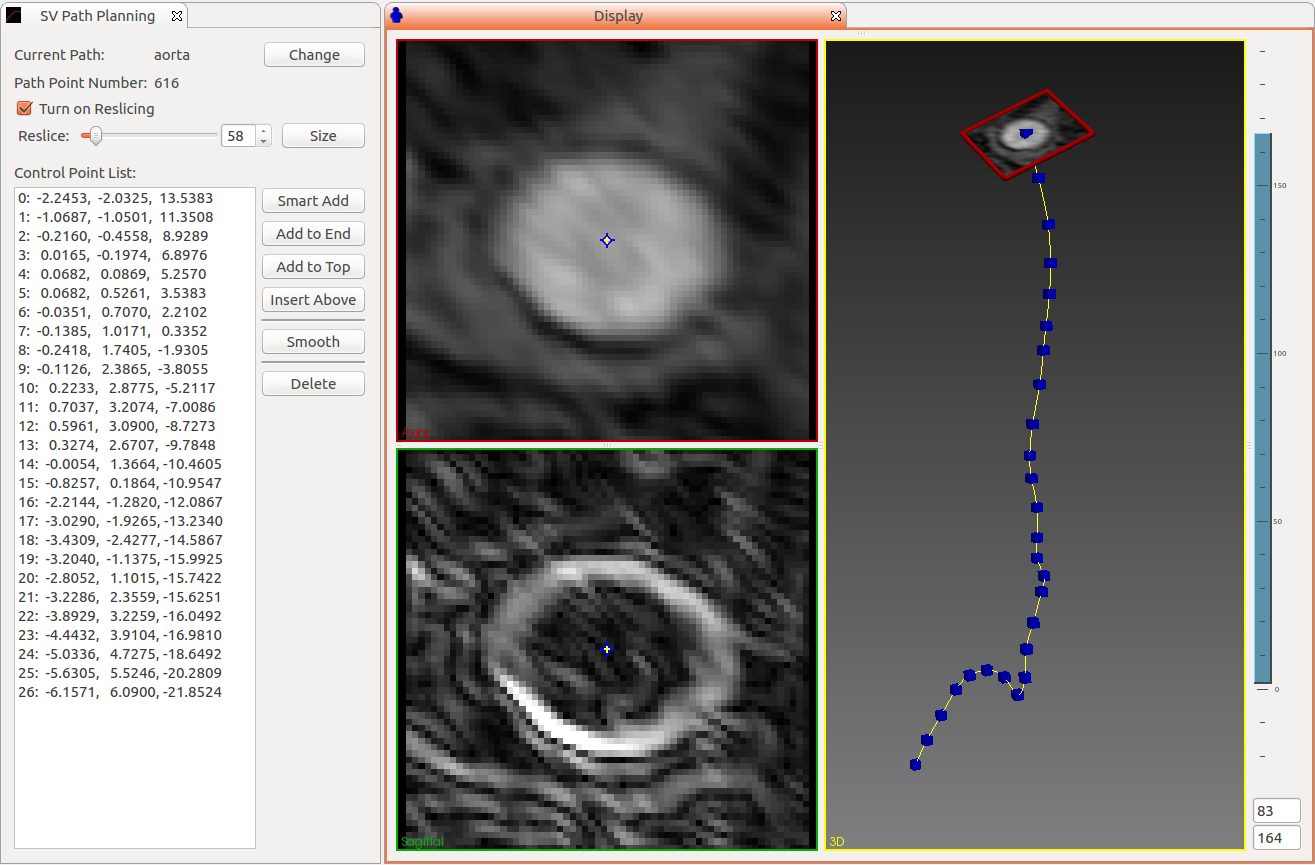 SV Path Planning
Current Path: aorta Change
Path Point Number: 616
Turn on Reslicing
Reslice: 58 Size
Control Point List:
0: -2.2453, -2.0325, 13.5383
1: -1.0687, -1.0501, 11.3508
2: -0.2160, -0.4558, 8.9289
3: 0.0165, -0.1974, 6.8976
4: 0.0682, 0.0869, 5.2570
5: 0.0682, 0.5261, 3.5383
6: -0.0351, 0.7070, 2.2102
7: -0.1385, 1.0171, 0.3352
8: -0.2418, 1.7405, -1.9305
9: -0.1126, 2.3865, -3.8055
10: 0.2233, 2.8775, -5.2117
11: 0.7037, 3.2074, -7.0086
12: 0.5961, 3.0900, -8.7273
13: 0.3274, 2.6707, -9.7848
14: -0.0054, 1.3664, -10.4605
15: -0.8257, 0.1864, -10.9547
16: -2.2144, -1.2820, -12.0867
17: -3.0290, -1.9265, -13.2340
18: -3.4309, -2.4277, -14.5867
19: -3.2040, -1.1375, -15.9925
20: -2.8052, 1.1015, -15.7422
21: -3.2286, 2.3559, -15.6251
22: -3.8929, 3.2259, -16.0492
23: -4.4432, 3.9104, -16.9810
24: -5.0336, 4.7275, -18.6492
25: -5.6305, 5.5246, -20.2809
26: -6.1571, 6.0900, -21.8524
Smart Add
Add to End
Add to Top
Insert Above
Smooth
Delete
Display
Axial
Sagittal
3D
150
100
50
0
83
164